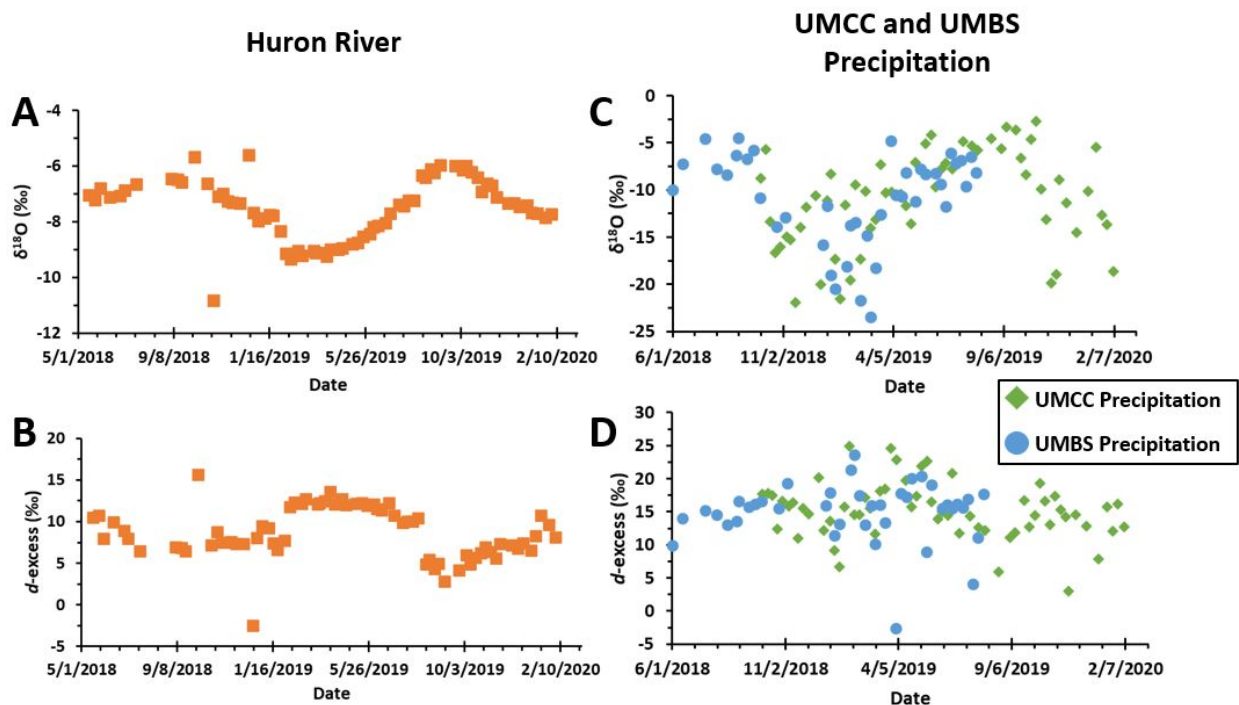 Huron River
UMCC and UMBS
Precipitation
A
-4
-6
-8
-10
-12
δ¹⁸O (‰)
5/1/2018 9/8/2018 1/16/2019 5/26/2019 10/3/2019 2/10/2020
Date
C
0
-5
-10
-15
-20
-25
δ¹⁸O (‰)
6/1/2018 11/2/2018 4/5/2019 9/6/2019 2/7/2020
Date
UMCC Precipitation
UMBS Precipitation
B
20
15
10
5
0
-5
d-excess (‰)
5/1/2018 9/8/2018 1/16/2019 5/26/2019 10/3/2019 2/10/2020
Date
D
30
25
20
15
10
5
0
-5
d-excess (‰)
6/1/2018 11/2/2018 4/5/2019 9/6/2019 2/7/2020
Date